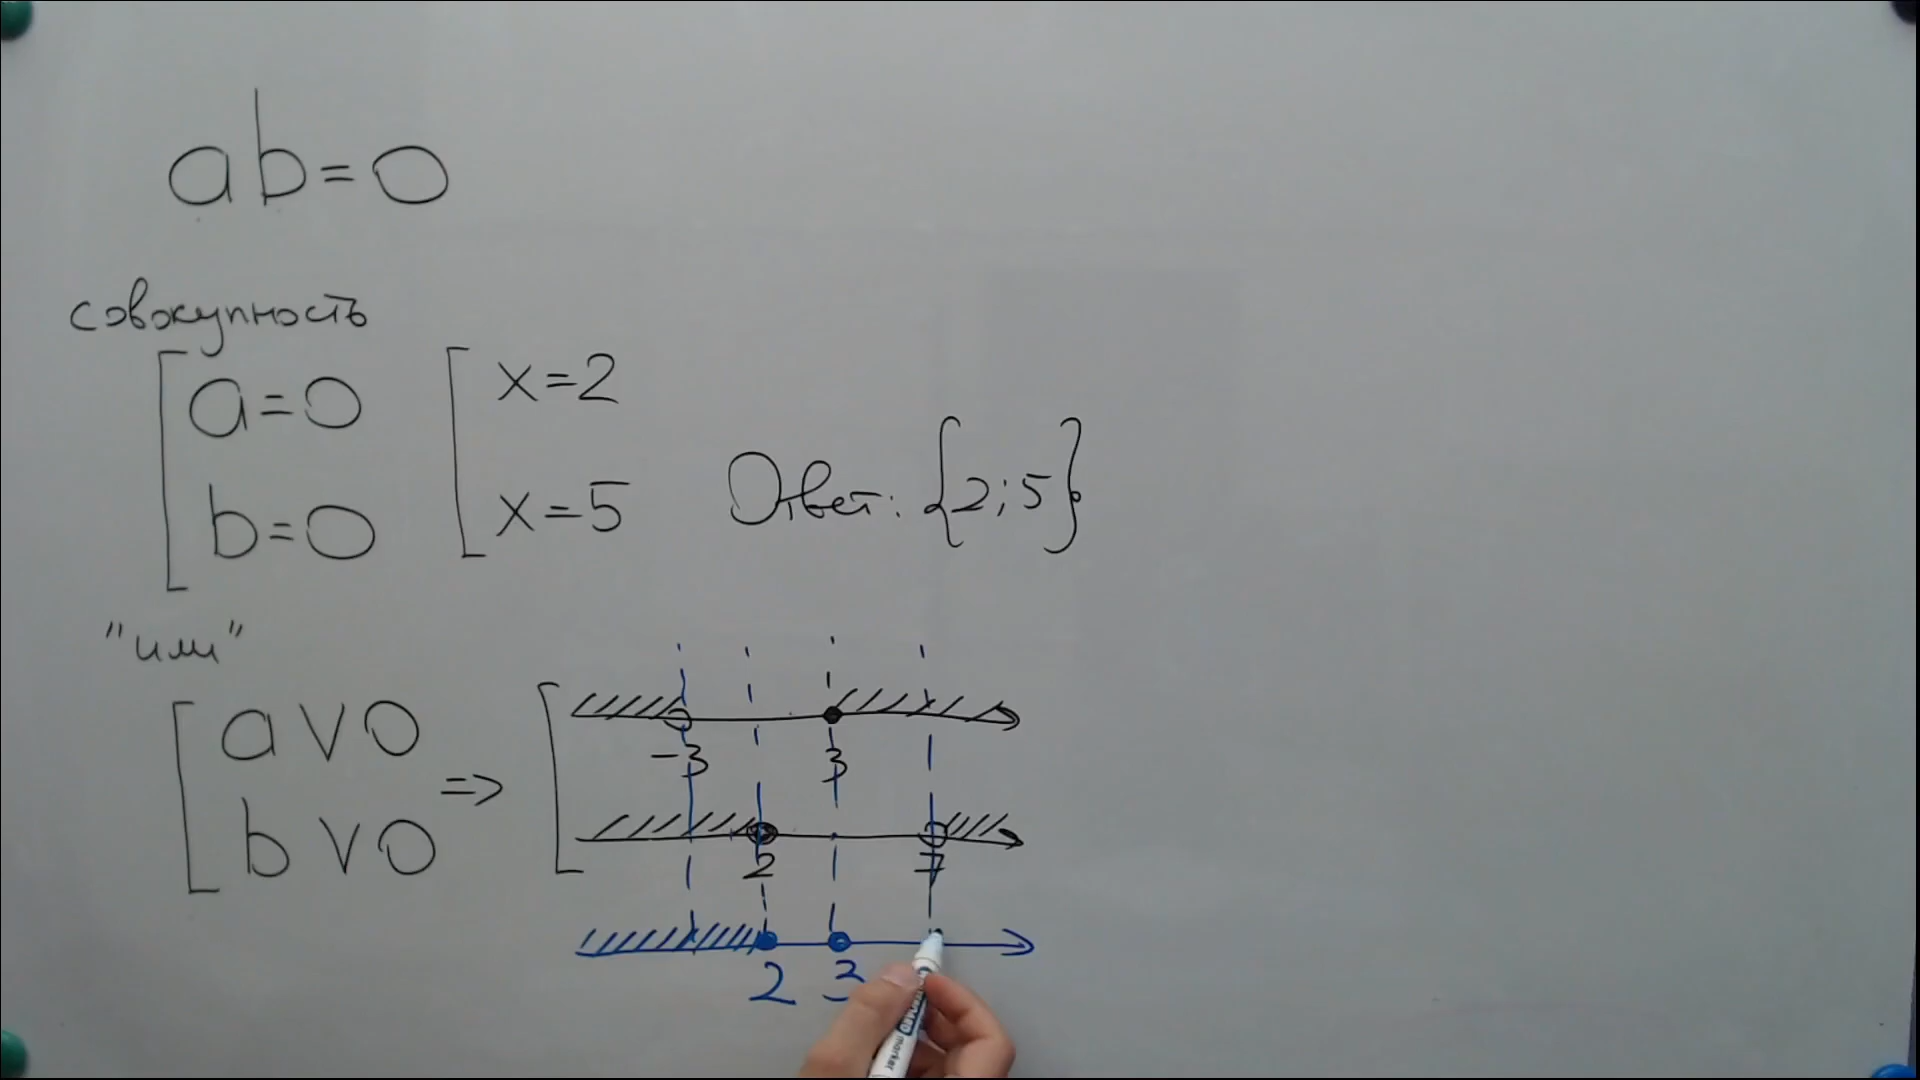 ab=0
совокупность
[ a=0 [ x=2
b=0 x=5 Ответ: {2;5}
"или"
[ a∨0 => [ -3 3
b∨0 2 7
2 3
marker